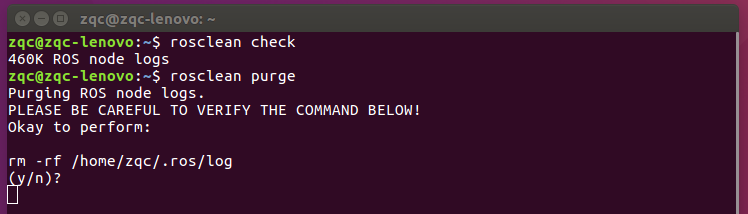 zqc@zqc-lenovo: ~
zqc@zqc-lenovo:~$ rosclean check
460K ROS node logs
zqc@zqc-lenovo:~$ rosclean purge
Purging ROS node logs.
PLEASE BE CAREFUL TO VERIFY THE COMMAND BELOW!
Okay to perform:
rm -rf /home/zqc/.ros/log
(y/n)?